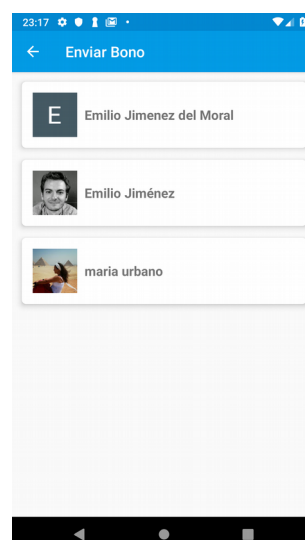 23:17
Enviar Bono
E Emilio Jimenez del Moral
Emilio Jiménez
maria urbano